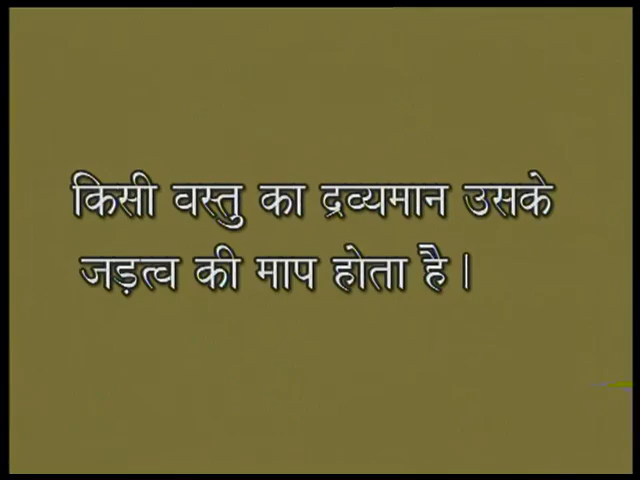 किसी वस्तु का द्रव्यमान उसके
जड़त्व की माप होता है।